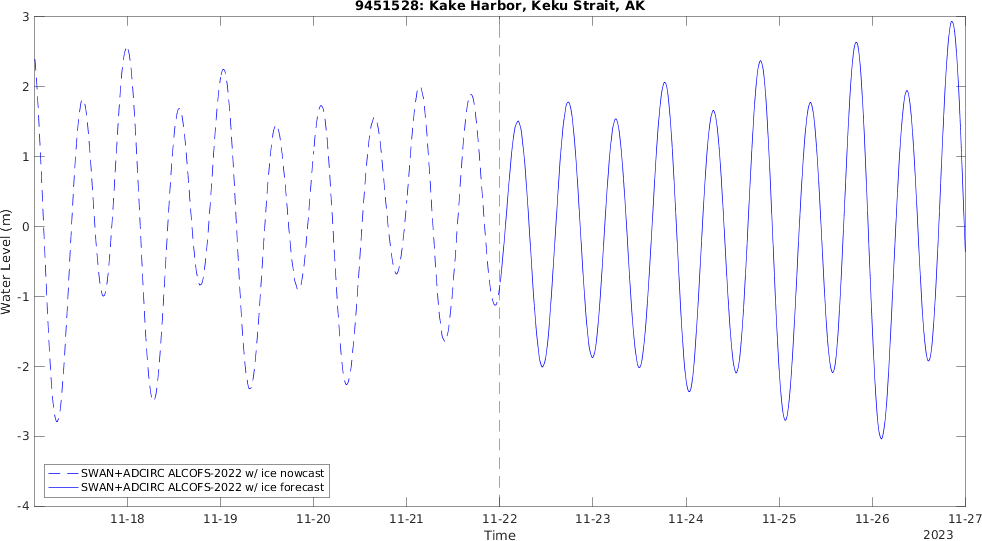 9451528: Kake Harbor, Keku Strait, AK
3
2
1
0
-1
-2
-3
-4
Water Level (m)
SWAN+ADCIRC ALCOFS-2022 w/ ice nowcast
SWAN+ADCIRC ALCOFS-2022 w/ ice forecast
11-18 11-19 11-20 11-21 11-22 11-23 11-24 11-25 11-26 11-27
Time
2023